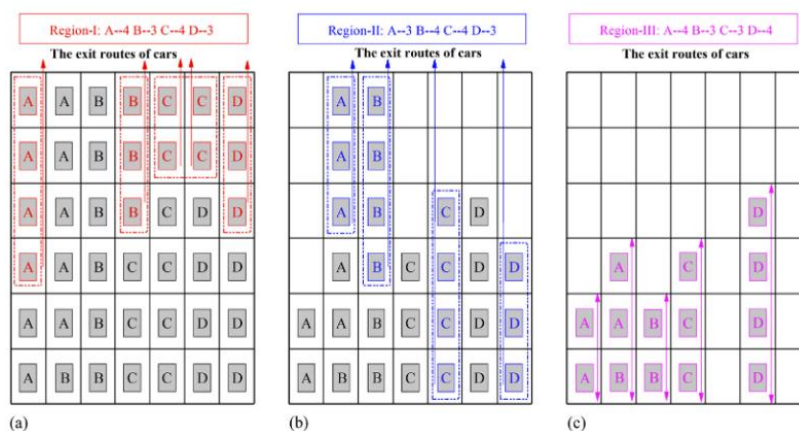 Region-I: A--4 B--3 C--4 D--3
The exit routes of cars
A A B B C C D
A A B B C C D
A A B B C D D
A A B C C D D
A A B C C D D
A B B C C D D
(a)
Region-II: A--3 B--4 C--4 D--3
The exit routes of cars
A B
A B
A B C D
A B C C D D
A A B C C D D
A B B C C D D
(b)
Region-III: A--4 B--3 C--3 D--4
The exit routes of cars
D
A C
A A B C D
A B B C D
(c)